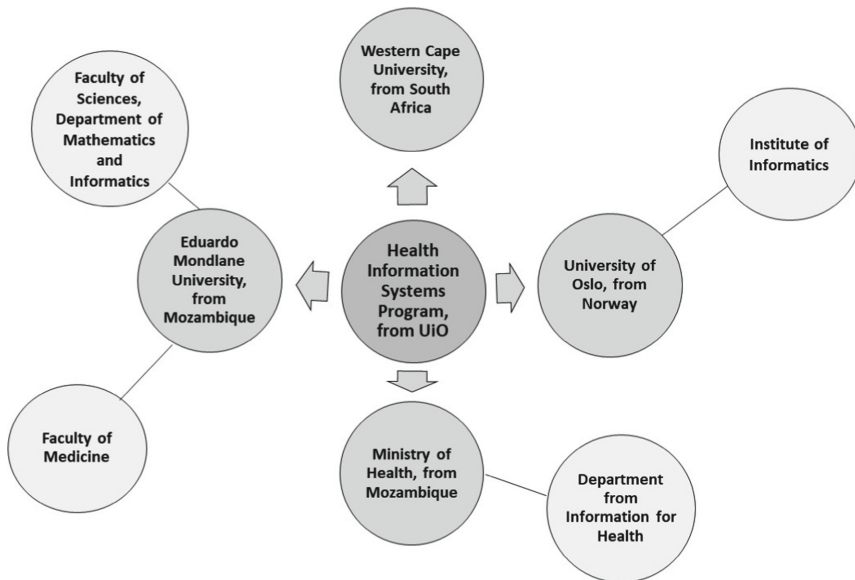 Western Cape
University,
from South
Africa
Faculty of
Sciences,
Department of
Mathematics
and
Informatics
Institute of
Informatics
Eduardo
Mondlane
University,
from
Mozambique
Health
Information
Systems
Program,
from UiO
University of
Oslo, from
Norway
Faculty of
Medicine
Ministry of
Health, from
Mozambique
Department
from
Information for
Health